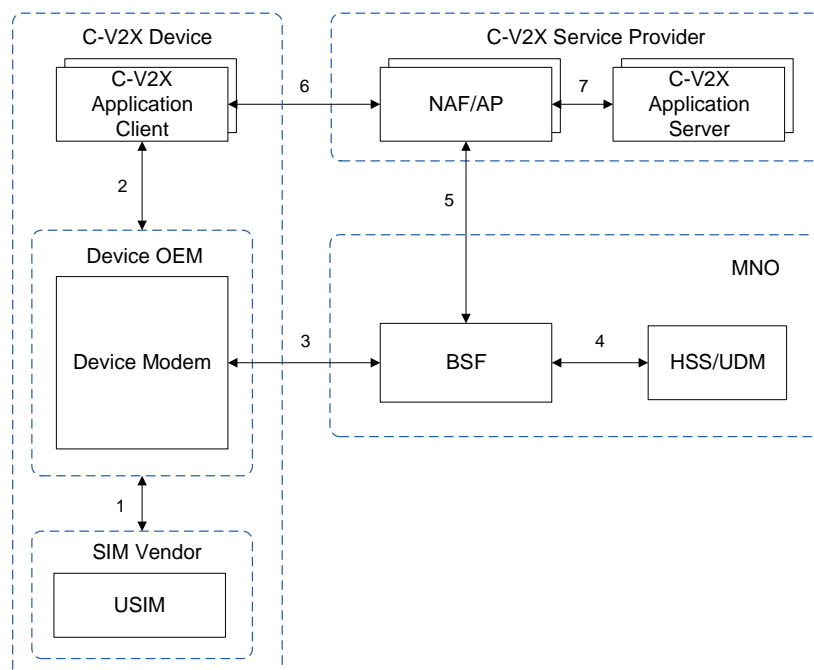 C-V2X Device
C-V2X Service Provider
C-V2X
Application
Client
6
NAF/AP
7
C-V2X
Application
Server
2
5
Device OEM
MNO
Device Modem
3
BSF
4
HSS/UDM
1
SIM Vendor
USIM